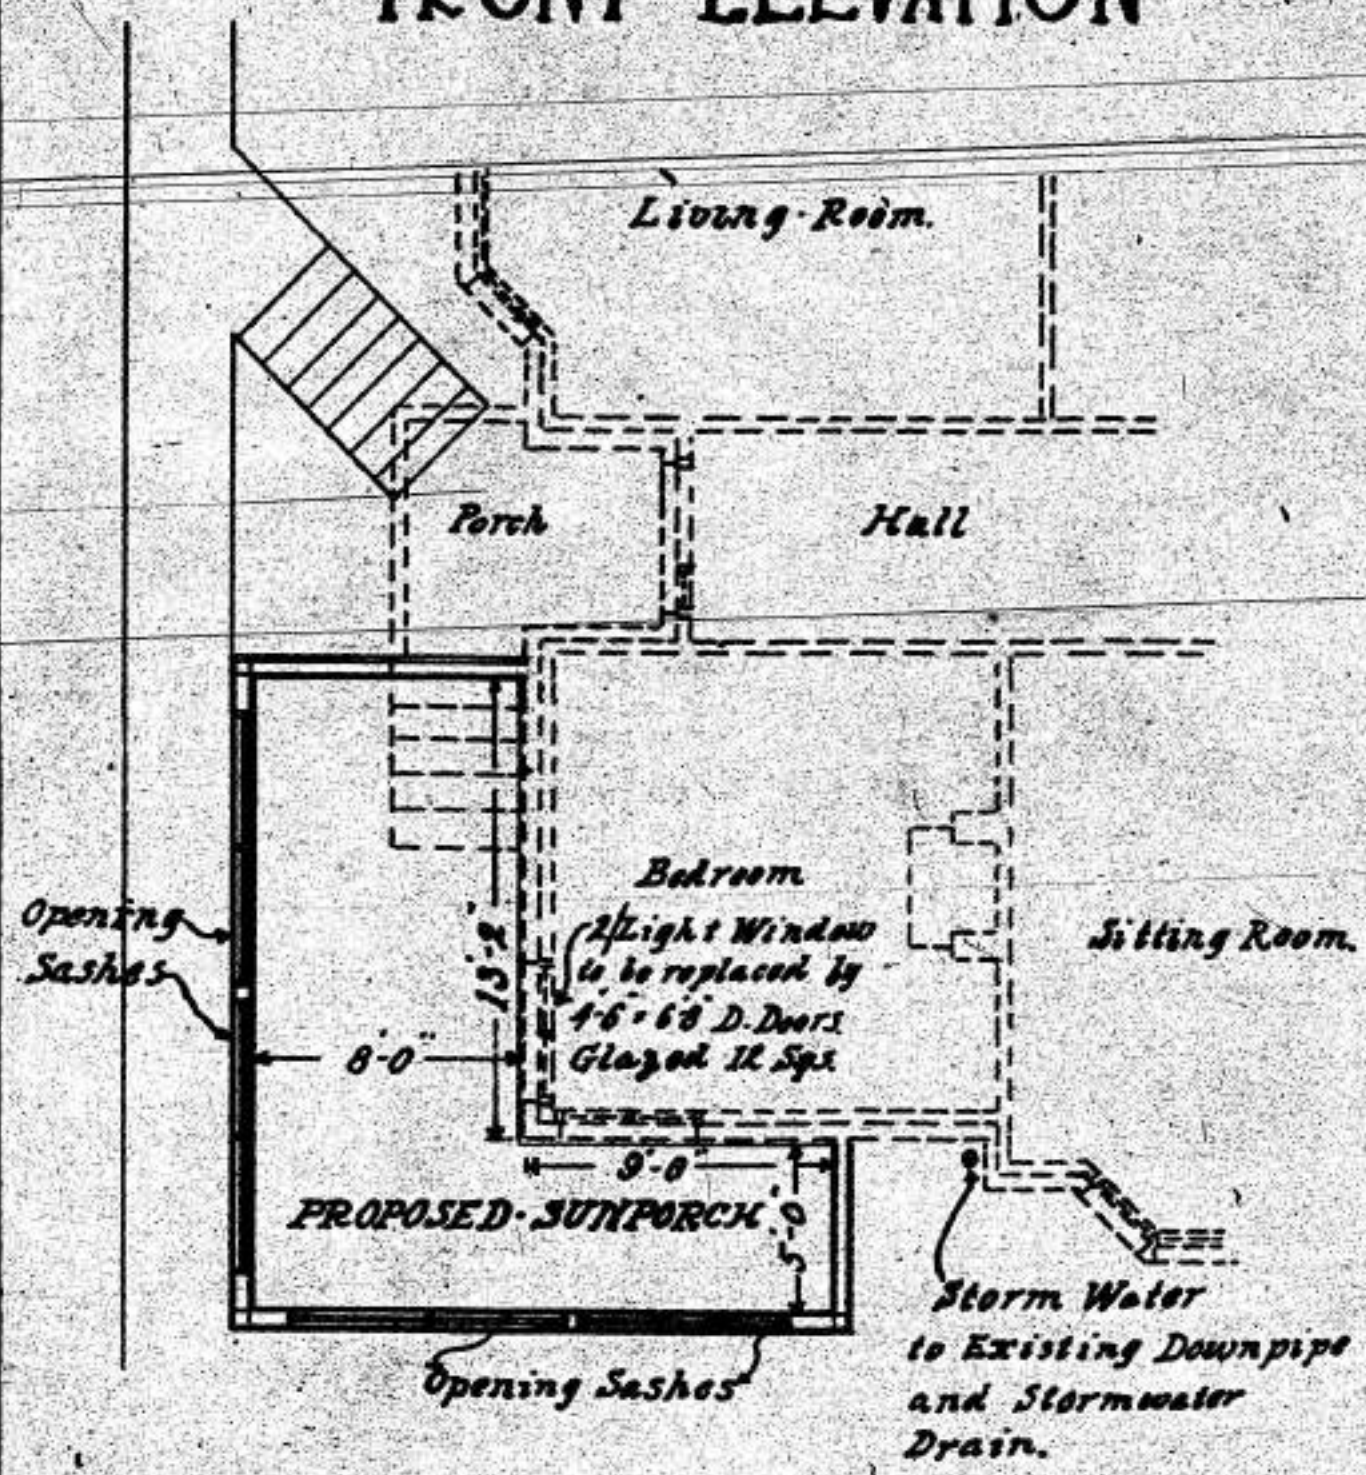 FRONT ELEVATION
Living-Room.
Porch
Hall
Bedroom
2/Light Window
to be replaced by
4'-6" × 6'8" D. Doors
Glazed 12 Sqs
Opening
Sashes
13'-2"
8'-0"
Sitting Room.
9'-0"
PROPOSED-SUNPORCH
5'-0"
Storm Water
to Existing Downpipe
and Stormwater
Drain.
Opening Sashes